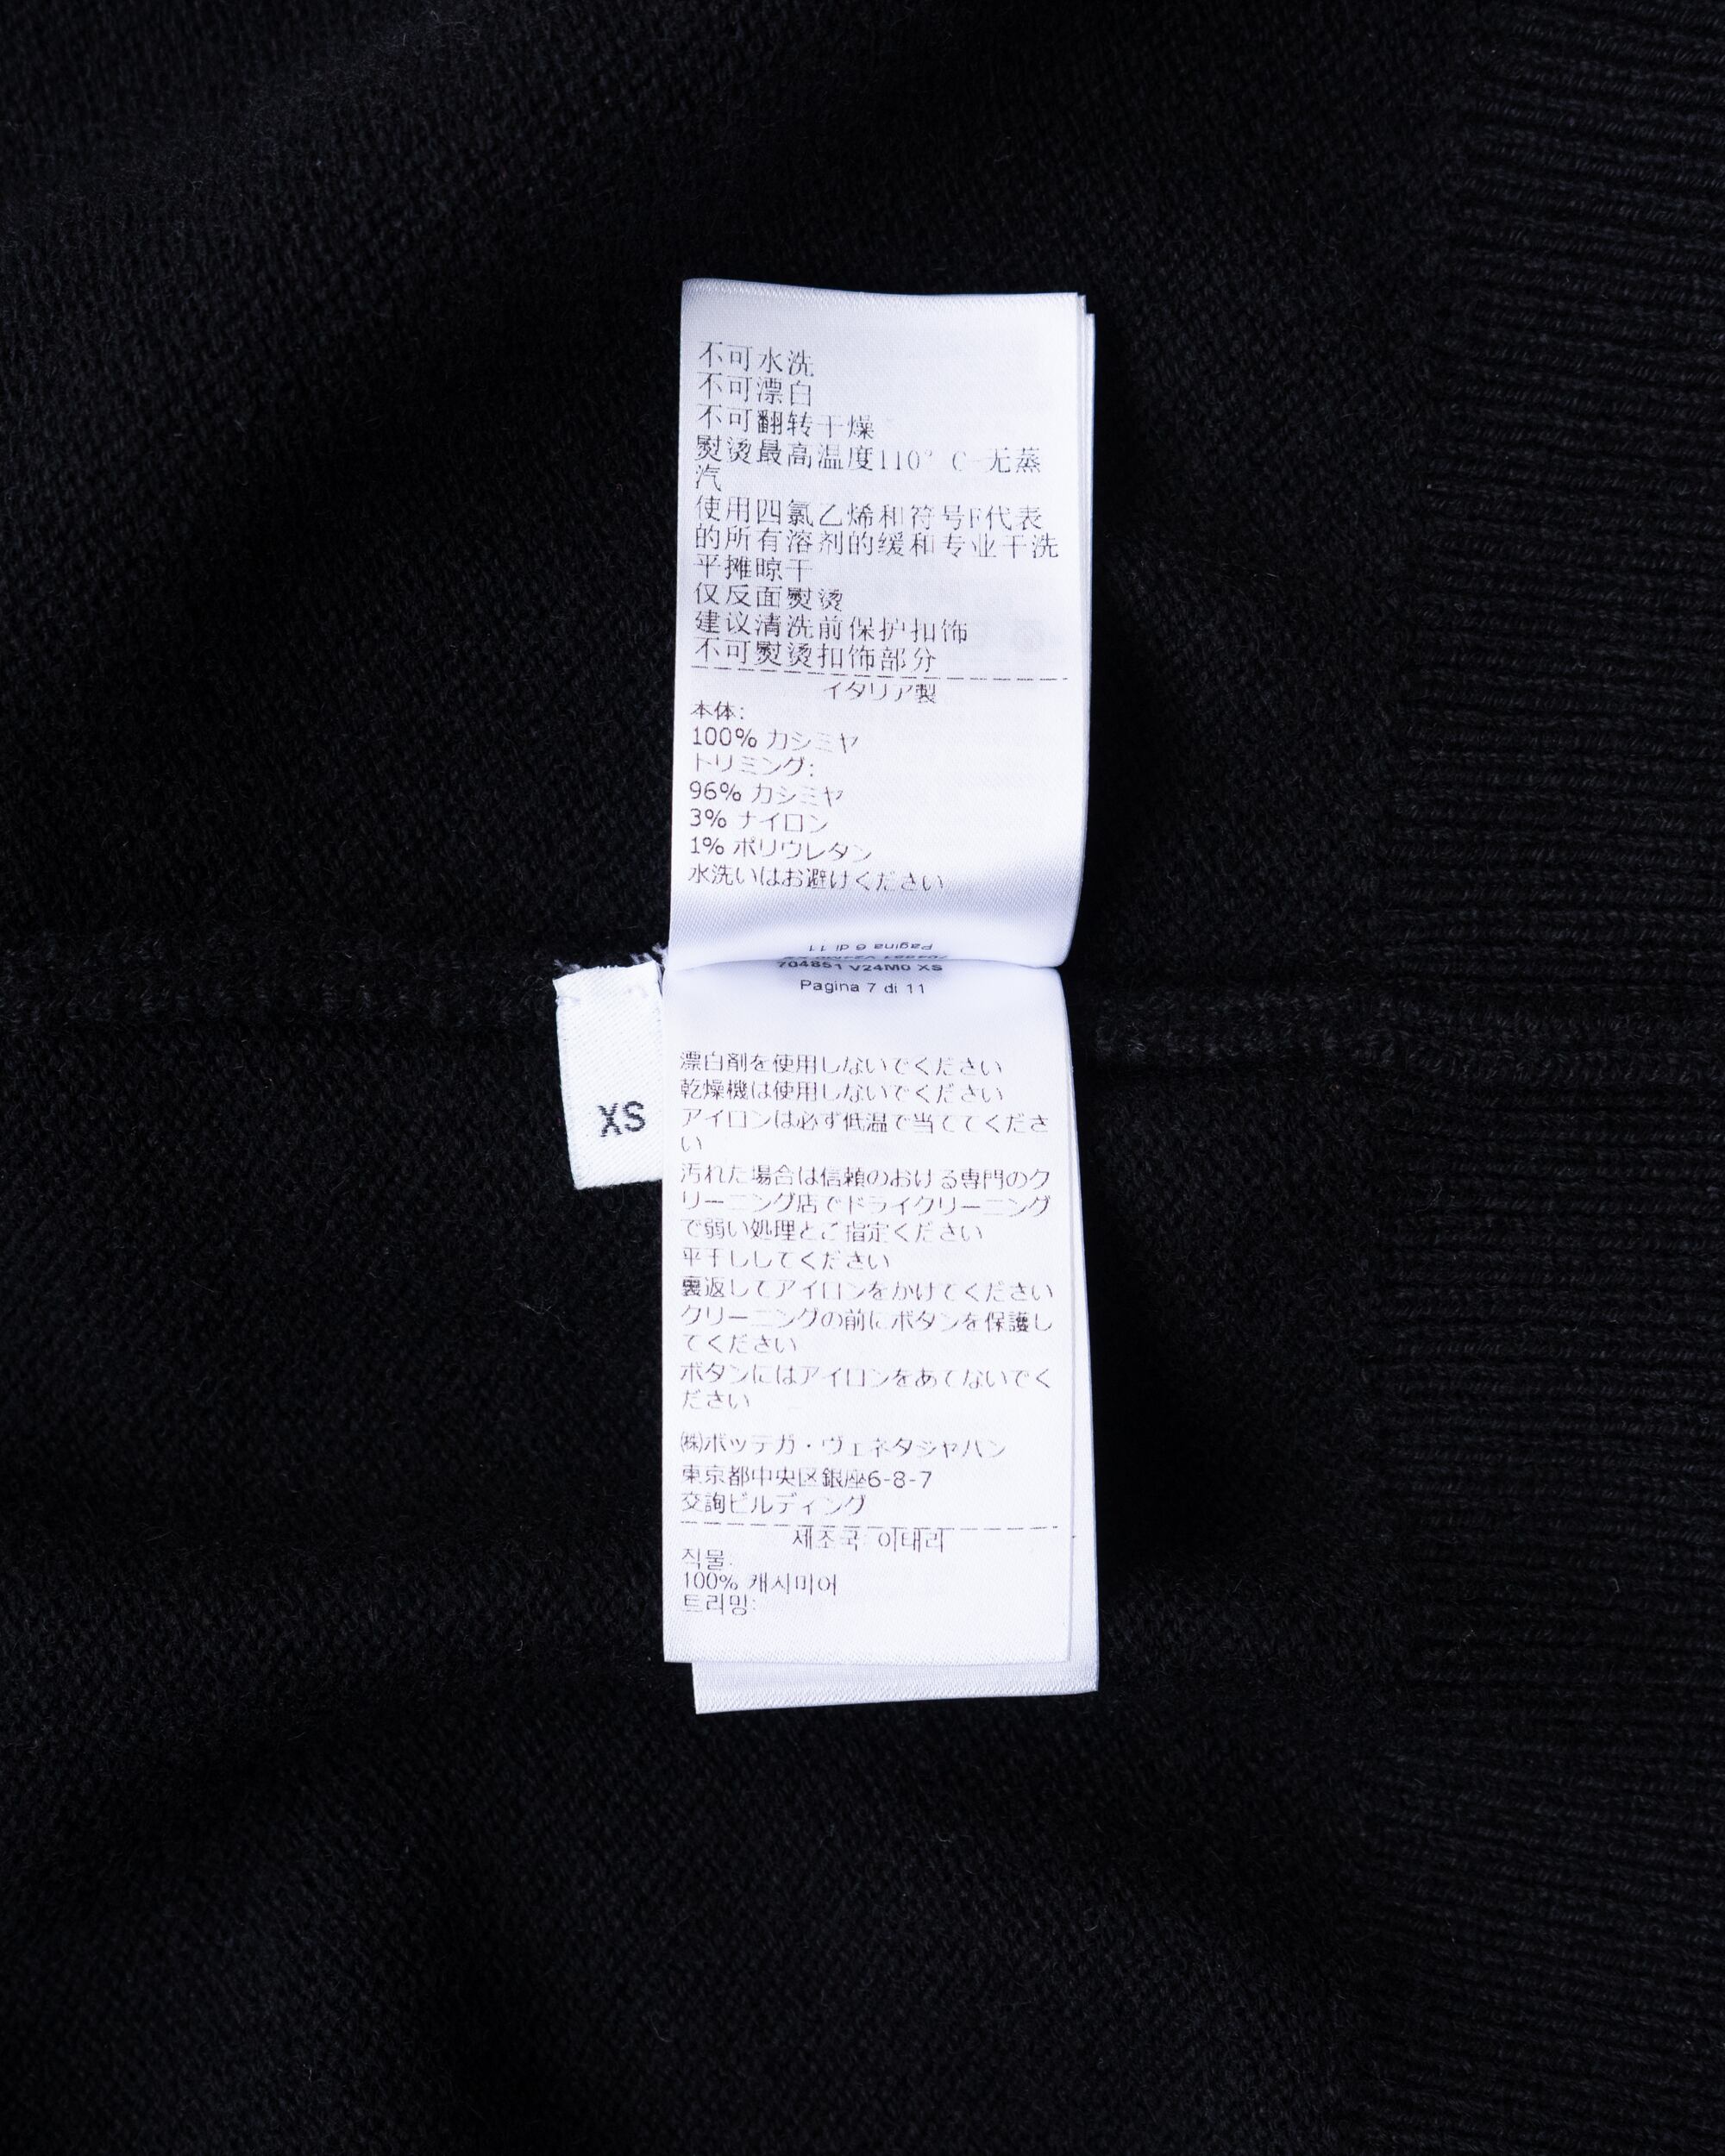 不可水洗
不可漂白
不可翻转干燥
熨烫最高温度110° C-无蒸
汽
使用四氯乙烯和符号F代表
的所有溶剂的缓和专业干洗
平摊晾干
仅反面熨烫
建议清洗前保护扣饰
不可熨烫扣饰部分
イタリア製
本体:
100% カシミヤ
トリミング:
96% カシミヤ
3% ナイロン
1% ポリウレタン
水洗いはお避けください
Pagina 6 di 11
704851 V24M0 XS
Pagina 7 di 11
XS
漂白剤を使用しないでください
乾燥機は使用しないでください
アイロンは必ず低温で当ててくださ
い
汚れた場合は信頼のおける専門のク
リーニング店でドライクリーニング
で弱い処理とご指定ください
平干ししてください
裏返してアイロンをかけてください
クリーニングの前にボタンを保護し
てください
ボタンにはアイロンをあてないでく
ださい
㈱ボッテガ・ヴェネタジャパン
東京都中央区銀座6-8-7
交詢ビルディング
제조국: 이태리
직물:
100% 캐시미어
트리밍: